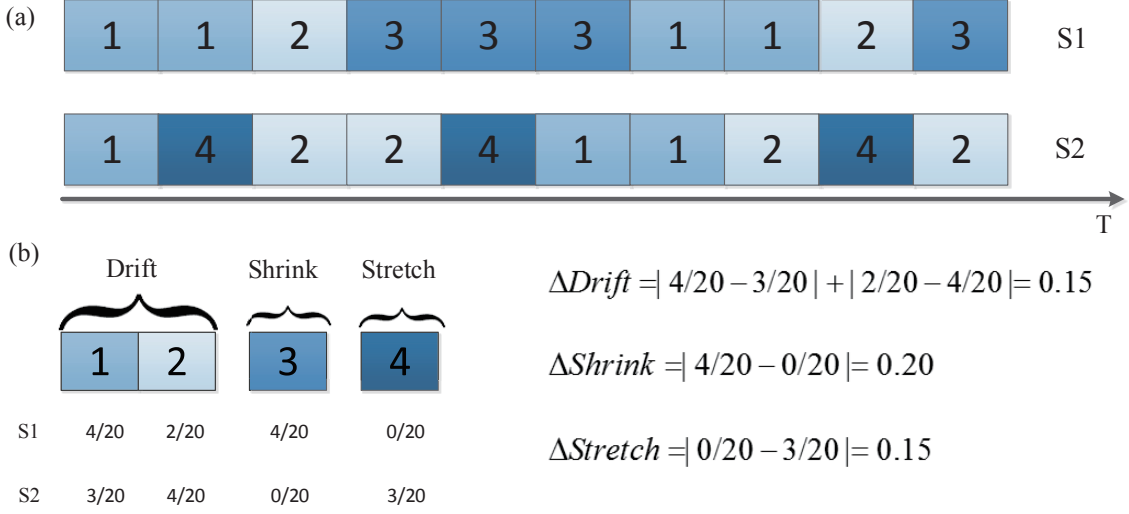 (a)
1 1 2 3 3 3 1 1 2 3 S1
1 4 2 2 4 1 1 2 4 2 S2
T
(b)
Drift Shrink Stretch
1 2 3 4
S1 4/20 2/20 4/20 0/20
S2 3/20 4/20 0/20 3/20
ΔDrift =| 4/20 − 3/20 | + | 2/20 − 4/20 |= 0.15
ΔShrink =| 4/20 − 0/20 |= 0.20
ΔStretch =| 0/20 − 3/20 |= 0.15